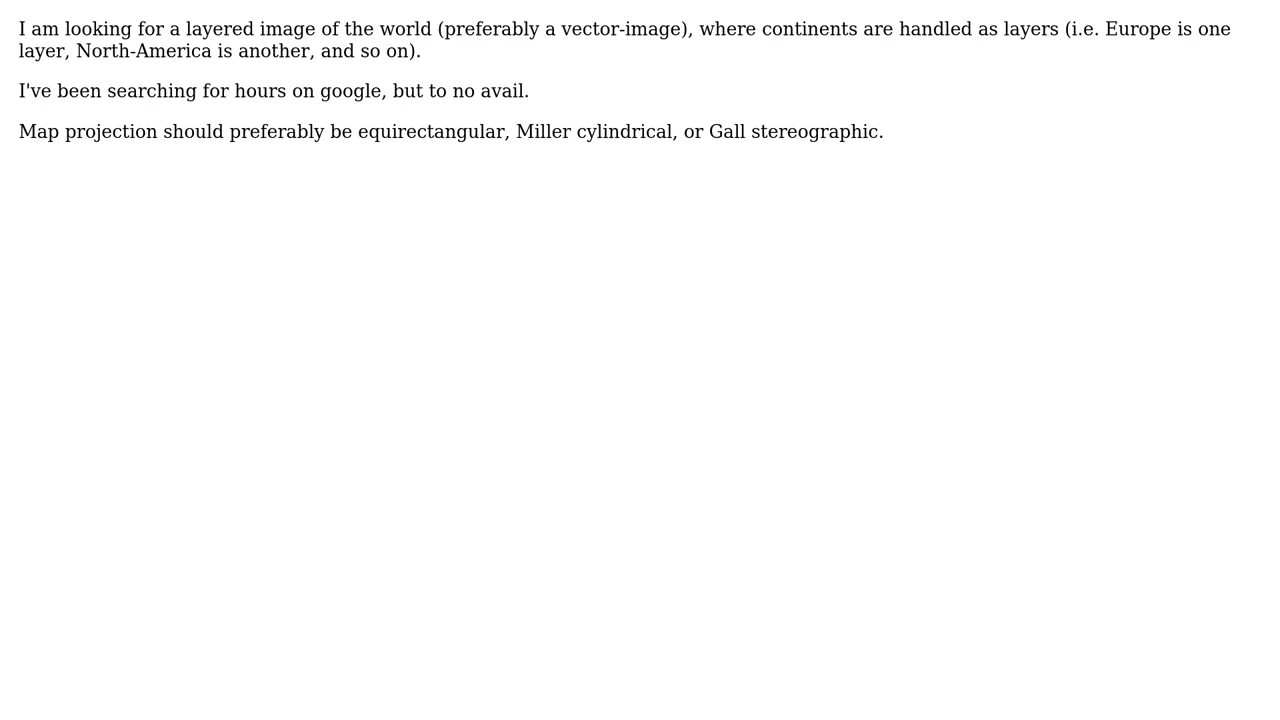 I am looking for a layered image of the world (preferably a vector-image), where continents are handled as layers (i.e. Europe is one
layer, North-America is another, and so on).
I've been searching for hours on google, but to no avail.
Map projection should preferably be equirectangular, Miller cylindrical, or Gall stereographic.